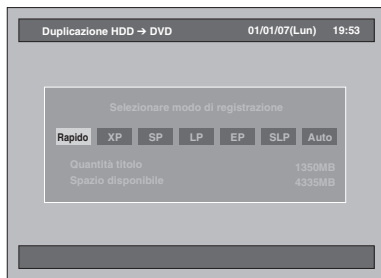 Duplicazione HDD → DVD 01/01/07(Lun) 19:53
Selezionare modo di registrazione
Rapido XP SP LP EP SLP Auto
Quantità titolo 1350MB
Spazio disponibile 4335MB